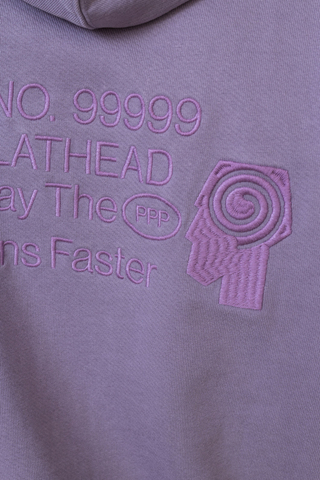 NO. 99999
LATHEAD
ay The PPP
ns Faster